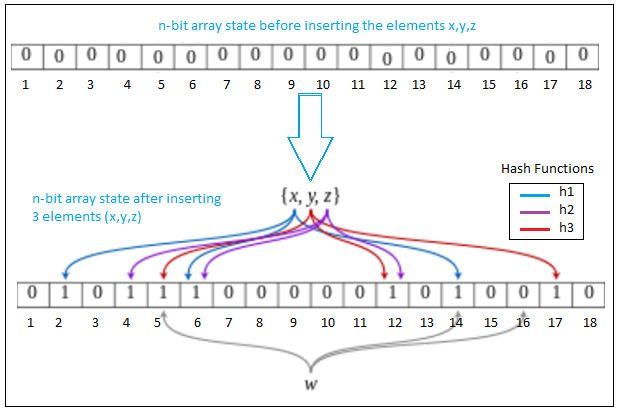 n-bit array state before inserting the elements x,y,z
0 0 0 0 0 0 0 0 0 0 0 0 0 0 0 0 0 0
1 2 3 4 5 6 7 8 9 10 11 12 13 14 15 16 17 18
Hash Functions
h1
h2
h3
n-bit array state after inserting
3 elements (x,y,z)
{x, y, z}
0 1 0 1 1 1 0 0 0 0 0 1 0 1 0 0 1 0
1 2 3 4 5 6 7 8 9 10 11 12 13 14 15 16 17 18
w